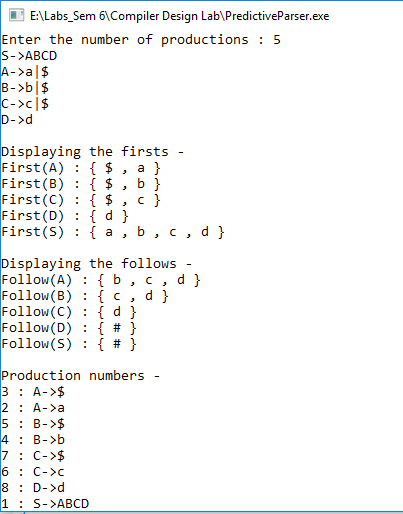 E:\Labs_Sem 6\Compiler Design Lab\PredictiveParser.exe
Enter the number of productions : 5
S->ABCD
A->a|$
B->b|$
C->c|$
D->d
Displaying the firsts -
First(A) : { $ , a }
First(B) : { $ , b }
First(C) : { $ , c }
First(D) : { d }
First(S) : { a , b , c , d }
Displaying the follows -
Follow(A) : { b , c , d }
Follow(B) : { c , d }
Follow(C) : { d }
Follow(D) : { # }
Follow(S) : { # }
Production numbers -
3 : A->$
2 : A->a
5 : B->$
4 : B->b
7 : C->$
6 : C->c
8 : D->d
1 : S->ABCD